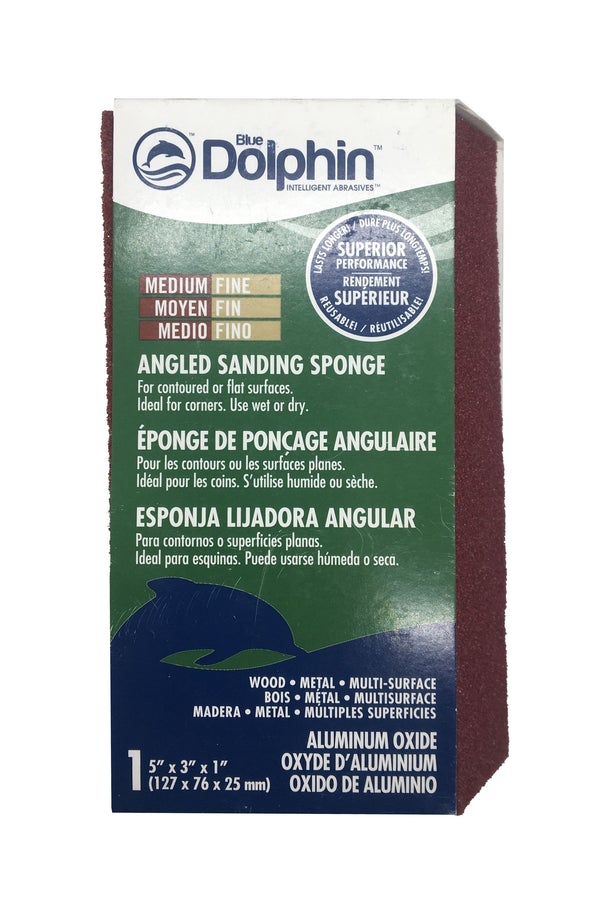 Blue
Dolphin™
INTELLIGENT ABRASIVES™
LASTS LONGER! / DURE PLUS LONGTEMPS!
SUPERIOR
PERFORMANCE
RENDEMENT
SUPÉRIEUR
REUSABLE! / RÉUTILISABLE!
MEDIUM FINE
MOYEN FIN
MEDIO FINO
ANGLED SANDING SPONGE
For contoured or flat surfaces.
Ideal for corners. Use wet or dry.
ÉPONGE DE PONÇAGE ANGULAIRE
Pour les contours ou les surfaces planes.
Idéal pour les coins. S'utilise humide ou sèche.
ESPONJA LIJADORA ANGULAR
Para contornos o superficies planas.
Ideal para esquinas. Puede usarse húmeda o seca.
WOOD • METAL • MULTI-SURFACE
BOIS • MÉTAL • MULTISURFACE
MADERA • METAL • MÚLTIPLES SUPERFICIES
ALUMINUM OXIDE
OXYDE D'ALUMINIUM
OXIDO DE ALUMINIO
1 5" x 3" x 1"
(127 x 76 x 25 mm)